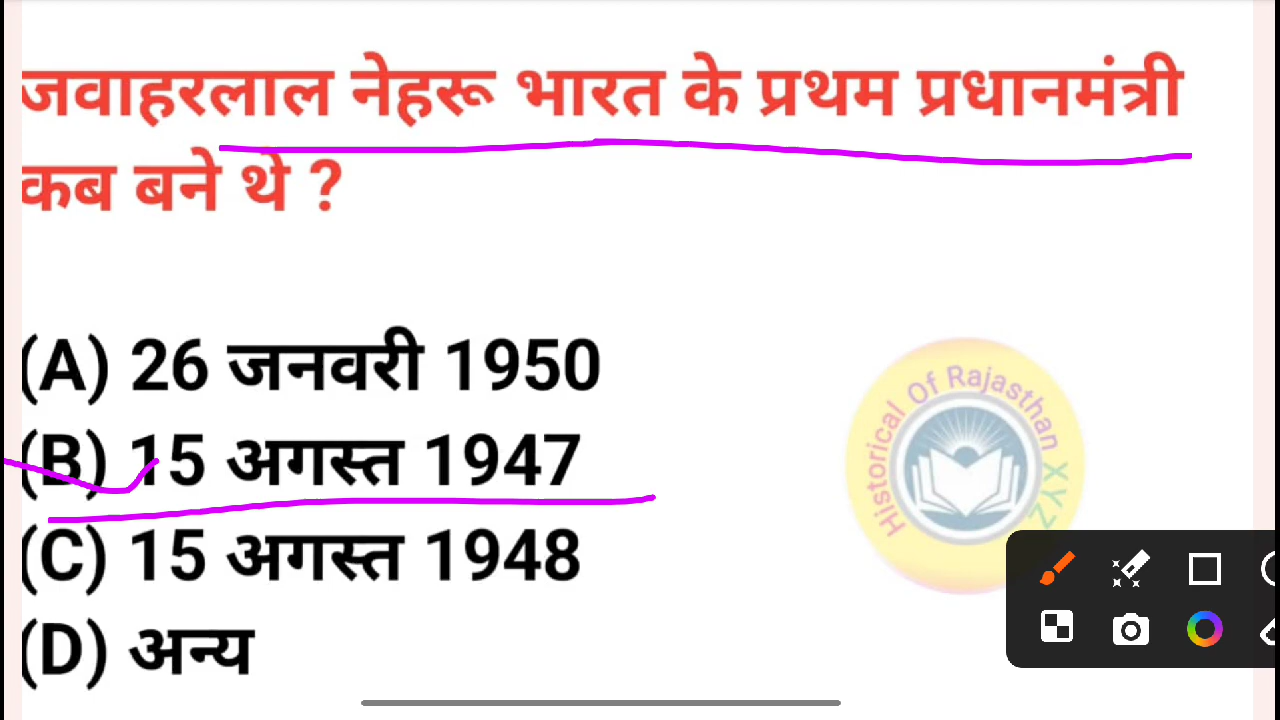 जवाहरलाल नेहरू भारत के प्रथम प्रधानमंत्री
कब बने थे ?
(A) 26 जनवरी 1950
(B) 15 अगस्त 1947
(C) 15 अगस्त 1948
(D) अन्य
Historical Of Rajasthan XYZ